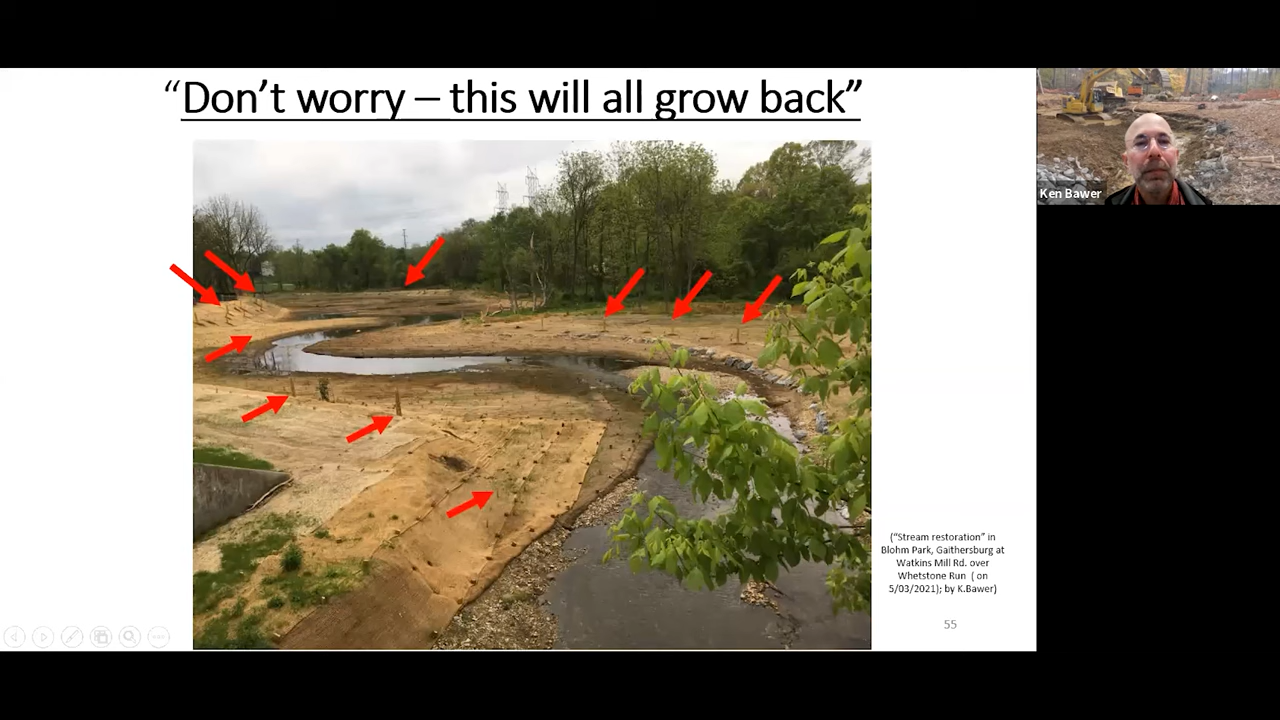 “Don’t worry – this will all grow back”
Ken Bawer
(“Stream restoration” in
Blohm Park, Gaithersburg at
Watkins Mill Rd. over
Whetstone Run ( on
5/03/2021); by K.Bawer)
55